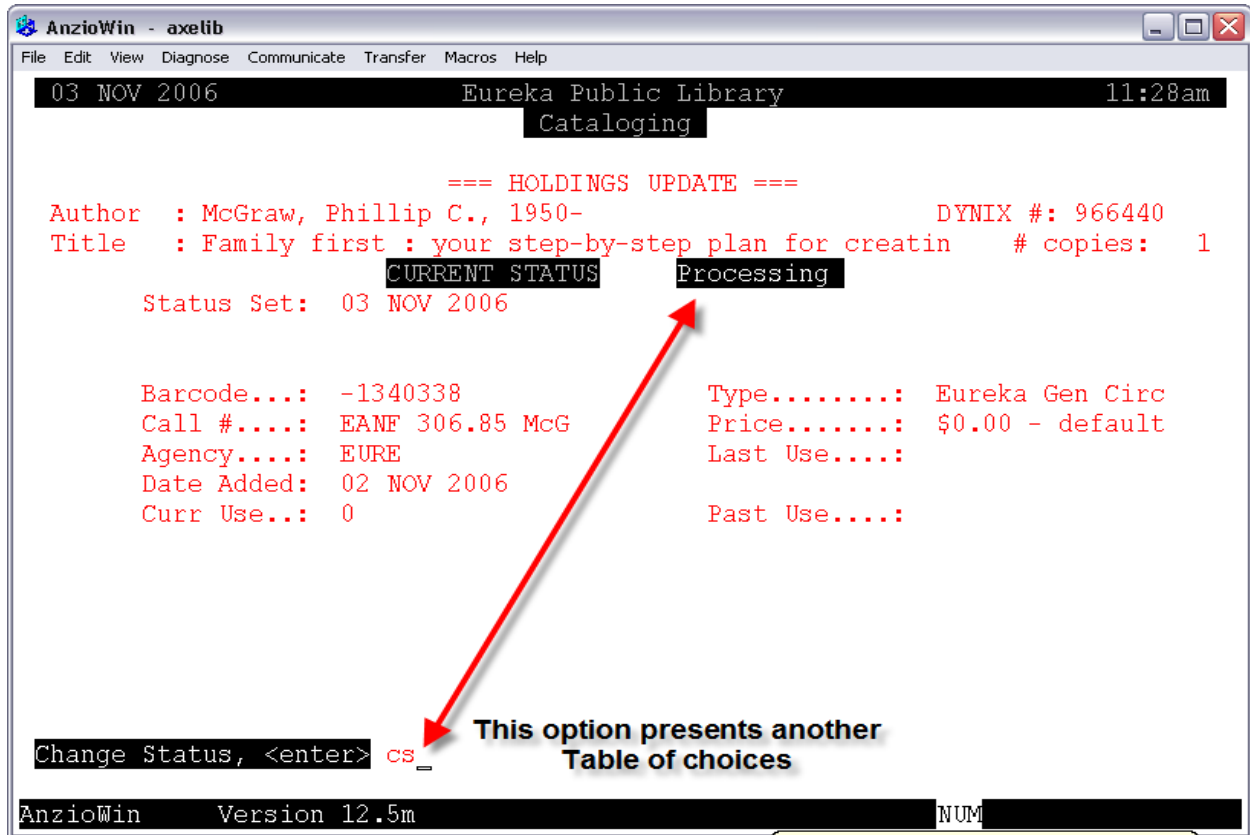 AnzioWin - axelib
File Edit View Diagnose Communicate Transfer Macros Help
03 NOV 2006 Eureka Public Library 11:28am
Cataloging
=== HOLDINGS UPDATE ===
Author : McGraw, Phillip C., 1950- DYNIX #: 966440
Title : Family first : your step-by-step plan for creatin # copies: 1
CURRENT STATUS Processing
Status Set: 03 NOV 2006
Barcode...: -1340338 Type........: Eureka Gen Circ
Call #....: EANF 306.85 McG Price.......: $0.00 - default
Agency....: EURE Last Use....:
Date Added: 02 NOV 2006
Curr Use..: 0 Past Use....:
This option presents another
Table of choices
Change Status, <enter> cs_
AnzioWin Version 12.5m NUM